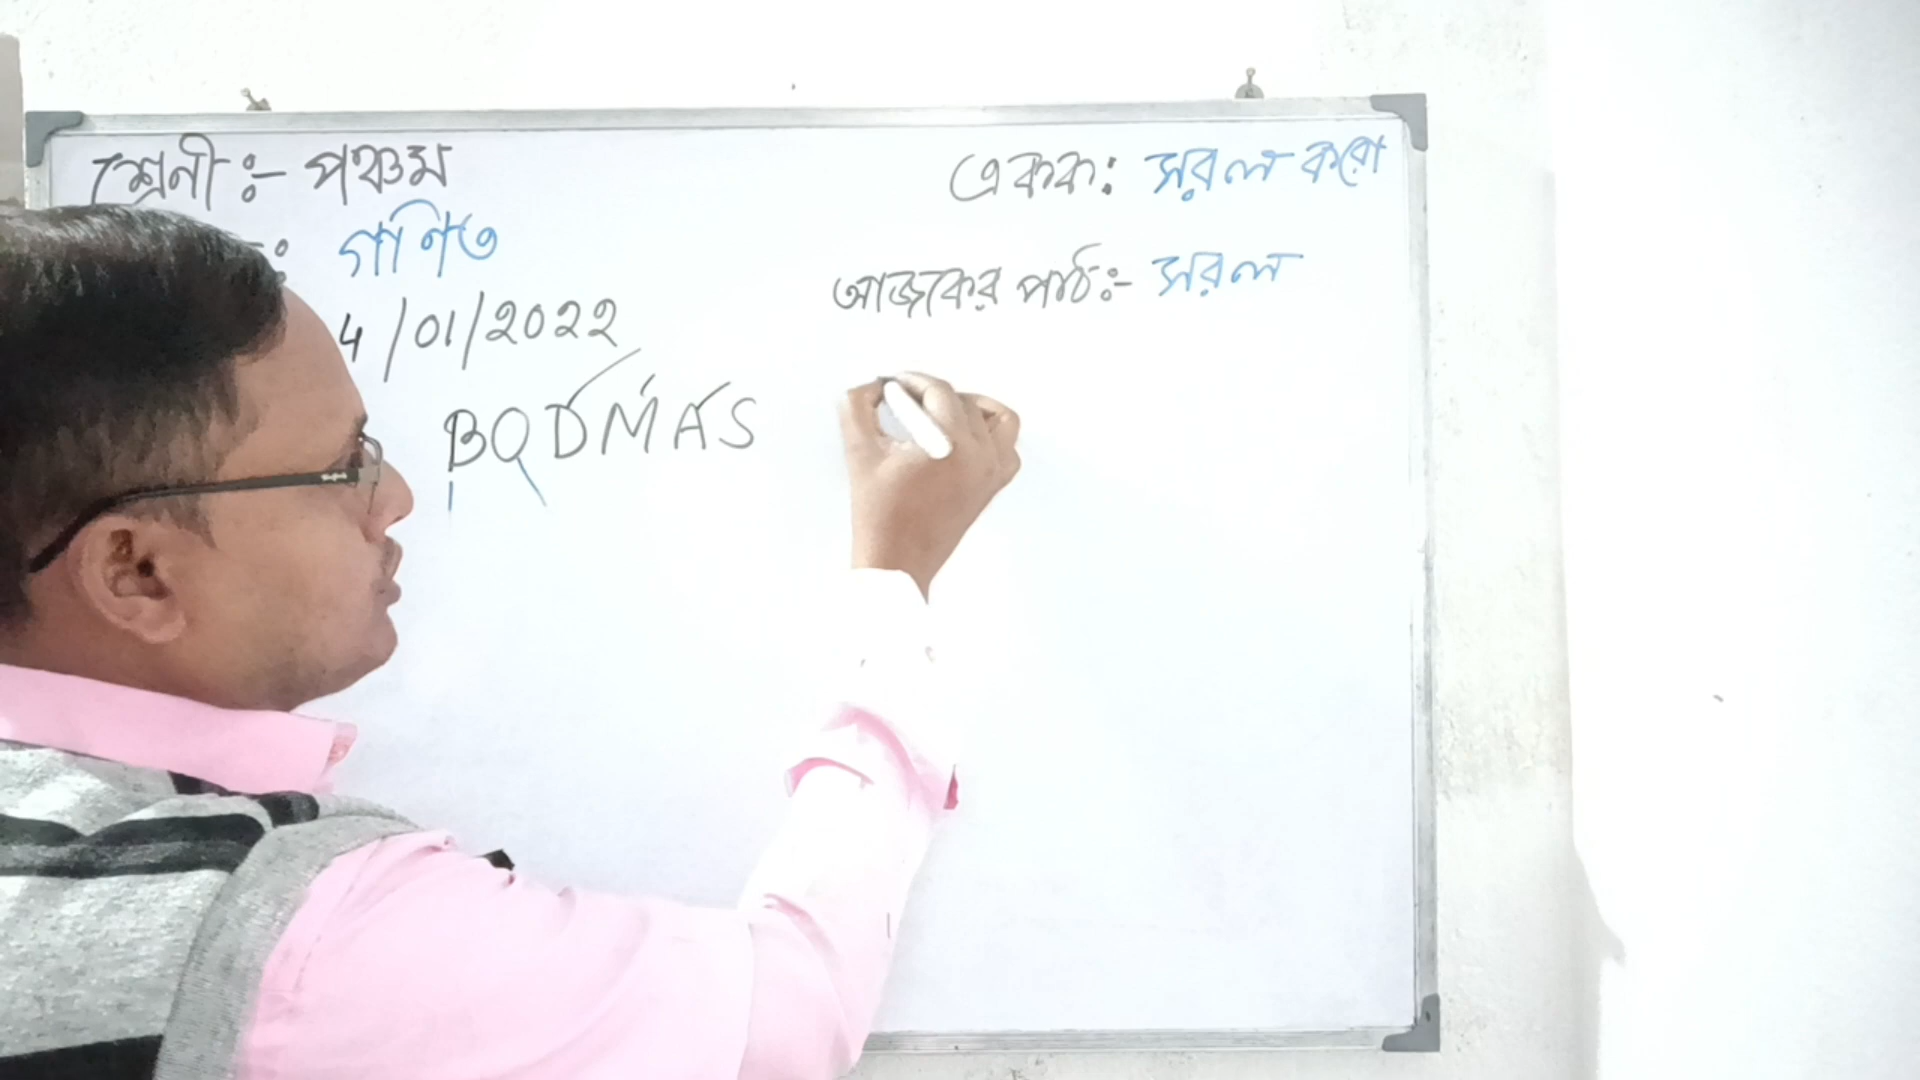 শ্রেনী :- পঞ্চম
: গণিত
4/01/2022
একক: সরল করো
আজকের পাঠ:- সরল
BODMAS